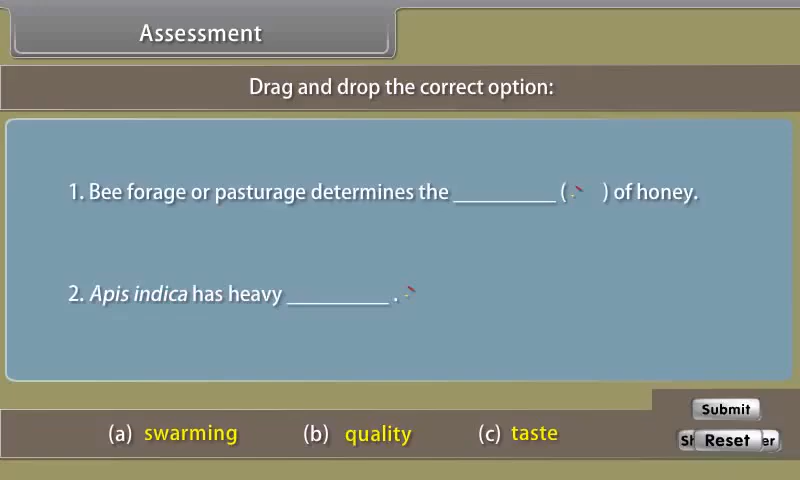 Assessment
Drag and drop the correct option:
1. Bee forage or pasturage determines the __________ ( ) of honey.
2. Apis indica has heavy __________ .
Submit
(a) swarming (b) quality (c) taste
Reset